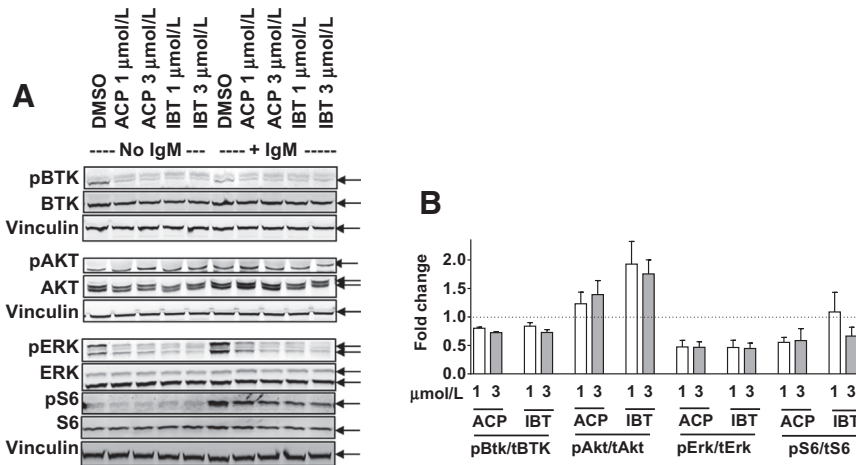 A
DMSO
ACP 1 μmol/L
ACP 3 μmol/L
IBT 1 μmol/L
IBT 3 μmol/L
DMSO
ACP 1 μmol/L
ACP 3 μmol/L
IBT 1 μmol/L
IBT 3 μmol/L
---- No IgM --- ---- + IgM -----
pBTK
BTK
Vinculin
pAKT
AKT
Vinculin
pERK
ERK
pS6
S6
Vinculin
B
Fold change
2.0
1.5
1.0
0.5
0.0
μmol/L 1 3 1 3 1 3 1 3 1 3 1 3 1 3 1 3
ACP IBT ACP IBT ACP IBT ACP IBT
pBtk/tBTK pAkt/tAkt pErk/tErk pS6/tS6